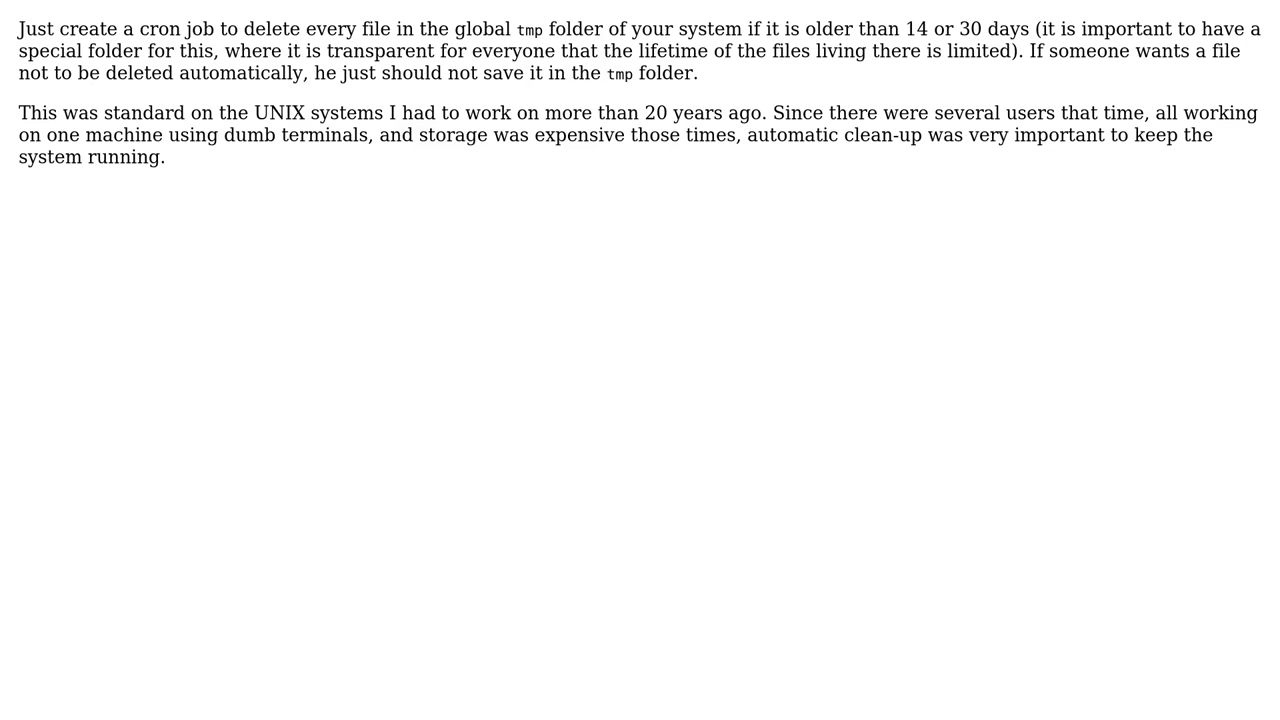 Just create a cron job to delete every file in the global tmp folder of your system if it is older than 14 or 30 days (it is important to have a
special folder for this, where it is transparent for everyone that the lifetime of the files living there is limited). If someone wants a file
not to be deleted automatically, he just should not save it in the tmp folder.
This was standard on the UNIX systems I had to work on more than 20 years ago. Since there were several users that time, all working
on one machine using dumb terminals, and storage was expensive those times, automatic clean-up was very important to keep the
system running.